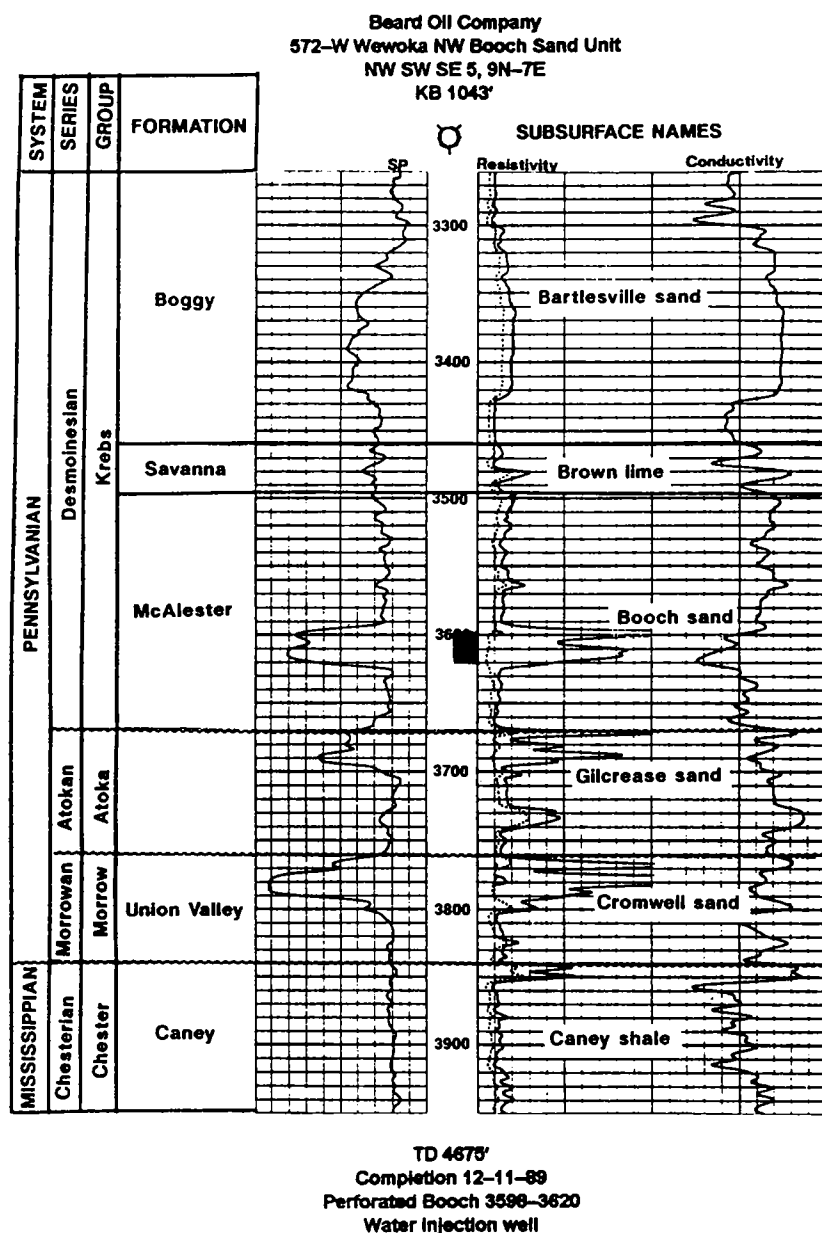 Beard Oil Company
572-W Wewoka NW Booch Sand Unit
NW SW SE 5, 9N-7E
KB 1043'
SYSTEM
SERIES
GROUP
FORMATION
SUBSURFACE NAMES
SP
Resistivity
Conductivity
PENNSYLVANIAN
MISSISSIPPIAN
Desmoinesian
Atokan
Morrowan
Chesterian
Krebs
Atoka
Morrow
Chester
Boggy
Savanna
McAlester
Union Valley
Caney
3300
3400
3500
3600
3700
3800
3900
Bartlesville sand
Brown lime
Booch sand
Gilcrease sand
Cromwell sand
Caney shale
TD 4675'
Completion 12-11-89
Perforated Booch 3598-3620
Water injection well